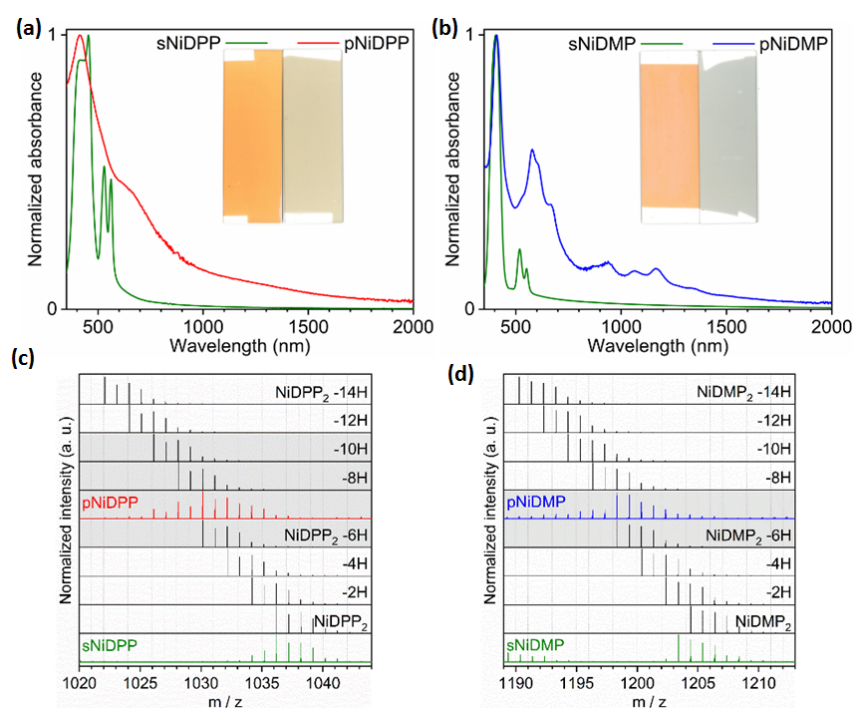 (a)
sNiDPP pNiDPP
1
0
Normalized absorbance
500 1000 1500 2000
Wavelength (nm)
(b)
sNiDMP pNiDMP
1
0
Normalized absorbance
500 1000 1500 2000
Wavelength (nm)
(c)
Normalized intensity (a. u.)
NiDPP2 -14H
-12H
-10H
-8H
pNiDPP
NiDPP2 -6H
-4H
-2H
NiDPP2
sNiDPP
1020 1025 1030 1035 1040
m / z
(d)
Normalized intensity (a. u.)
NiDMP2 -14H
-12H
-10H
-8H
pNiDMP
NiDMP2 -6H
-4H
-2H
NiDMP2
sNiDMP
1190 1195 1200 1205 1210
m / z